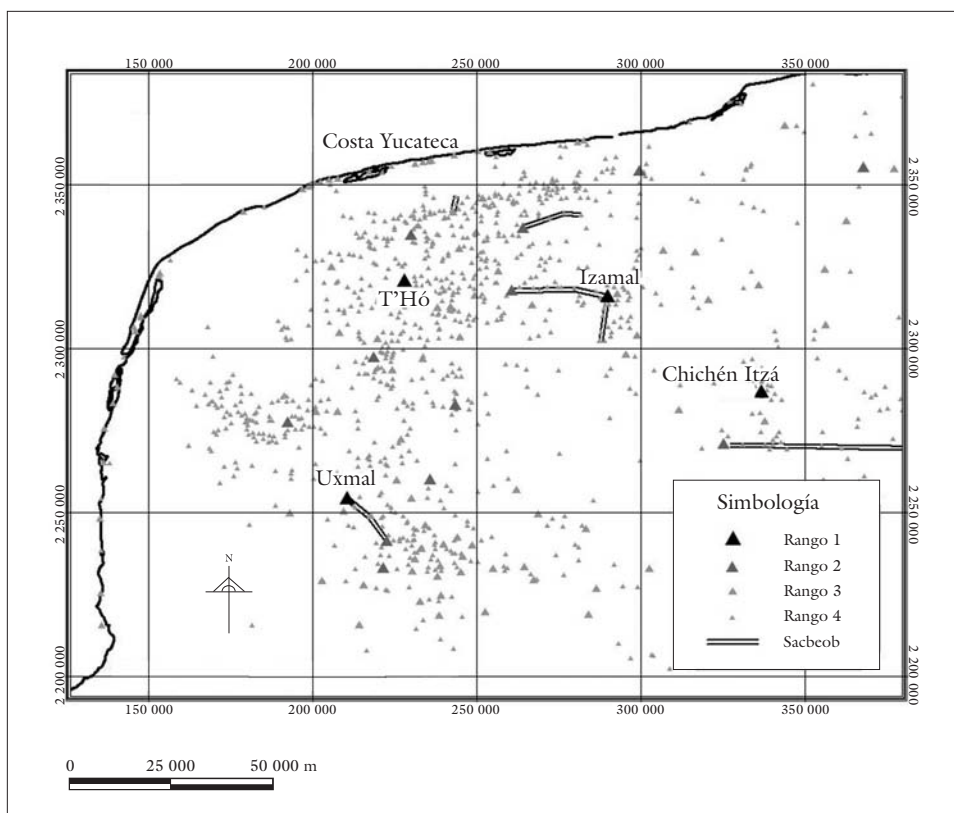 150 000 200 000 250 000 300 000 350 000
Costa Yucateca
2 350 000 2 350 000
Izamal
T'Hó
2 300 000 2 300 000
Chichén Itzá
Uxmal
2 250 000 2 250 000
Simbología
Rango 1
Rango 2
Rango 3
Rango 4
Sacbeob
N
2 200 000 2 200 000
150 000 200 000 250 000 300 000 350 000
0 25 000 50 000 m